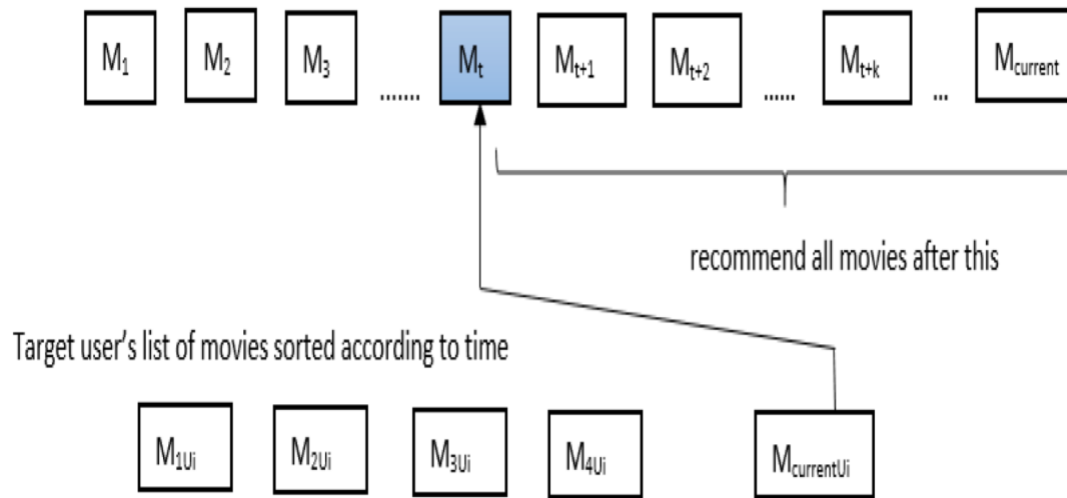 M1 M2 M3 ....... Mt Mt+1 Mt+2 ...... Mt+k ... Mcurrent
recommend all movies after this
Target user's list of movies sorted according to time
M1Ui M2Ui M3Ui M4Ui McurrentUi